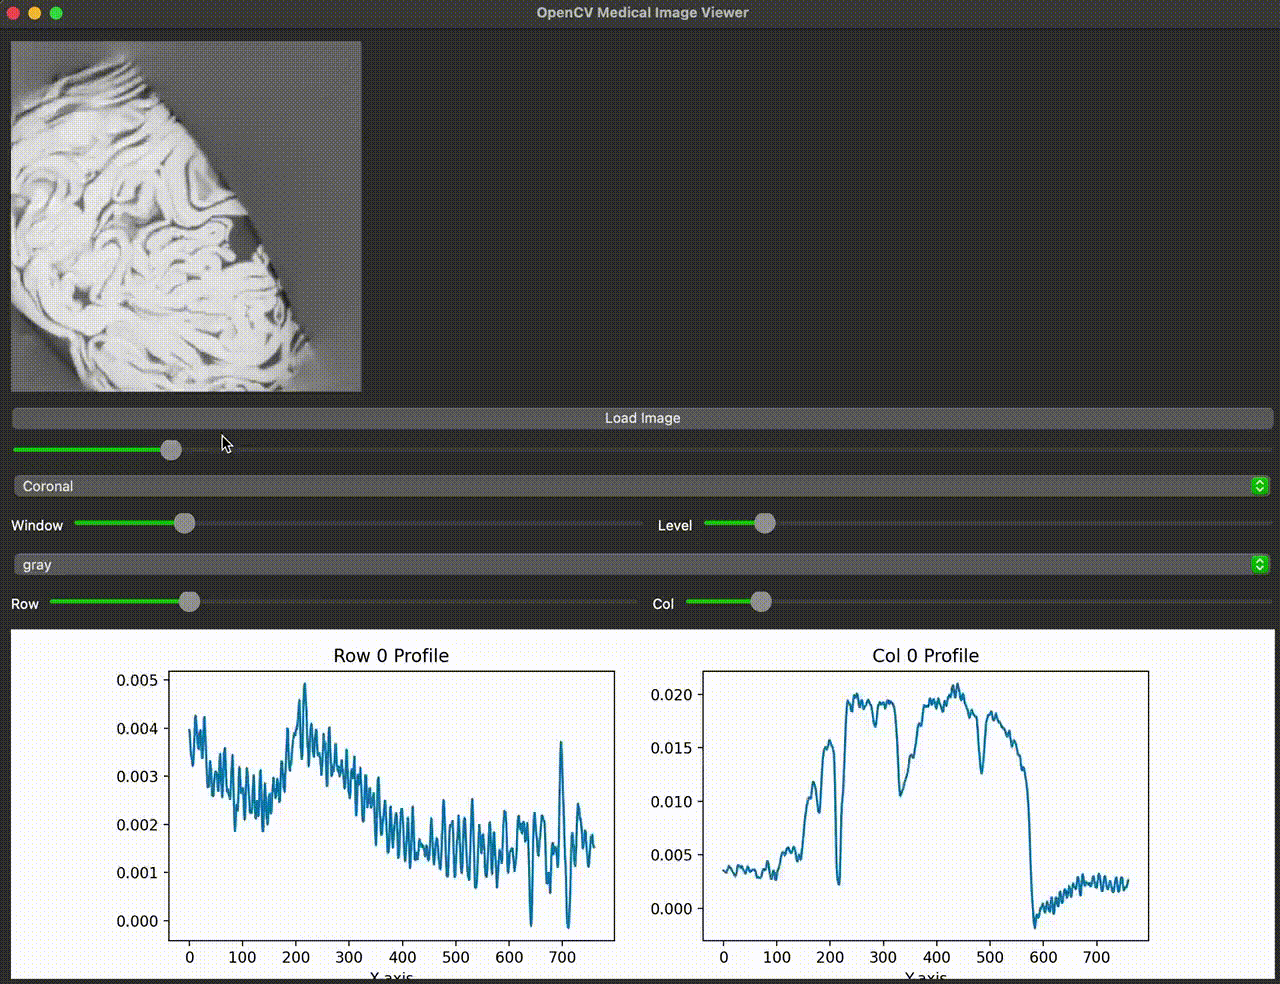 OpenCV Medical Image Viewer
Load Image
Coronal
Window Level
gray
Row Col
Row 0 Profile
0.005
0.004
0.003
0.002
0.001
0.000
0 100 200 300 400 500 600 700
X axis
Col 0 Profile
0.020
0.015
0.010
0.005
0.000
0 100 200 300 400 500 600 700